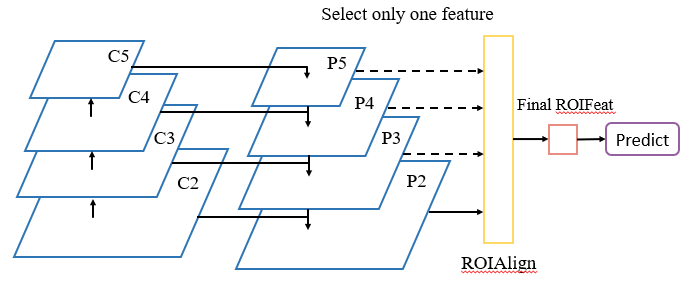 Select only one feature
C5
P5
C4
P4
Final ROIFeat
C3
P3
Predict
C2
P2
ROIAlign